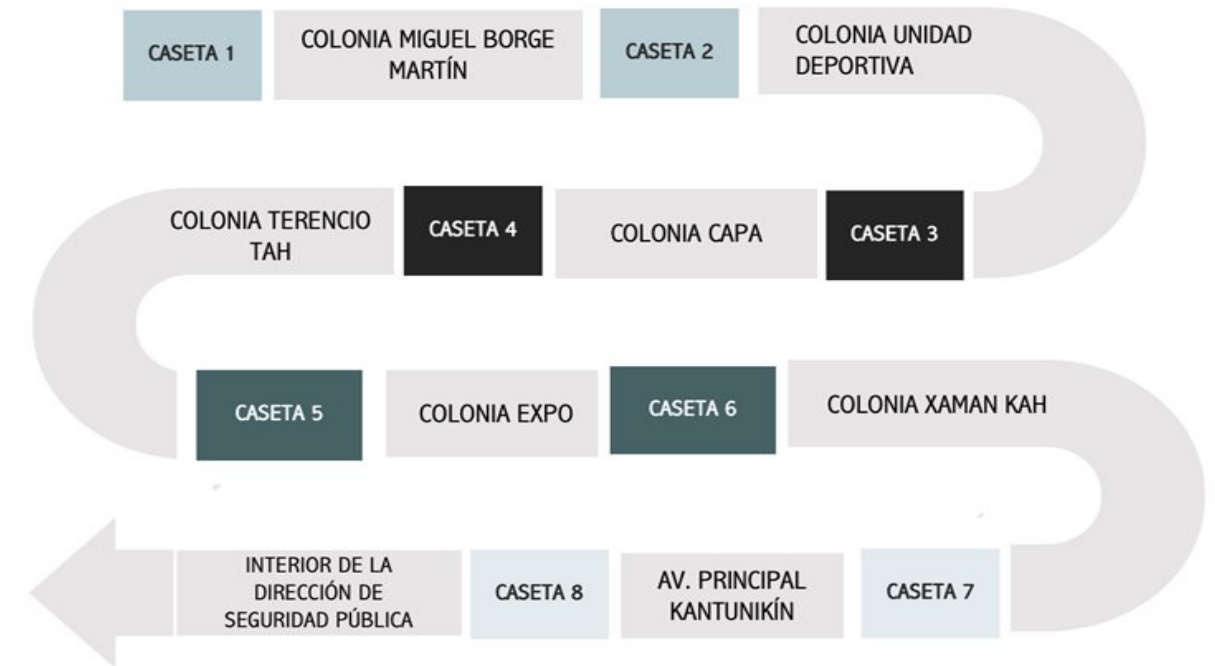 CASETA 1
COLONIA MIGUEL BORGE
MARTÍN
CASETA 2
COLONIA UNIDAD
DEPORTIVA
CASETA 3
COLONIA CAPA
CASETA 4
COLONIA TERENCIO
TAH
CASETA 5
COLONIA EXPO
CASETA 6
COLONIA XAMAN KAH
CASETA 7
AV. PRINCIPAL
KANTUNIKÍN
CASETA 8
INTERIOR DE LA
DIRECCIÓN DE
SEGURIDAD PÚBLICA